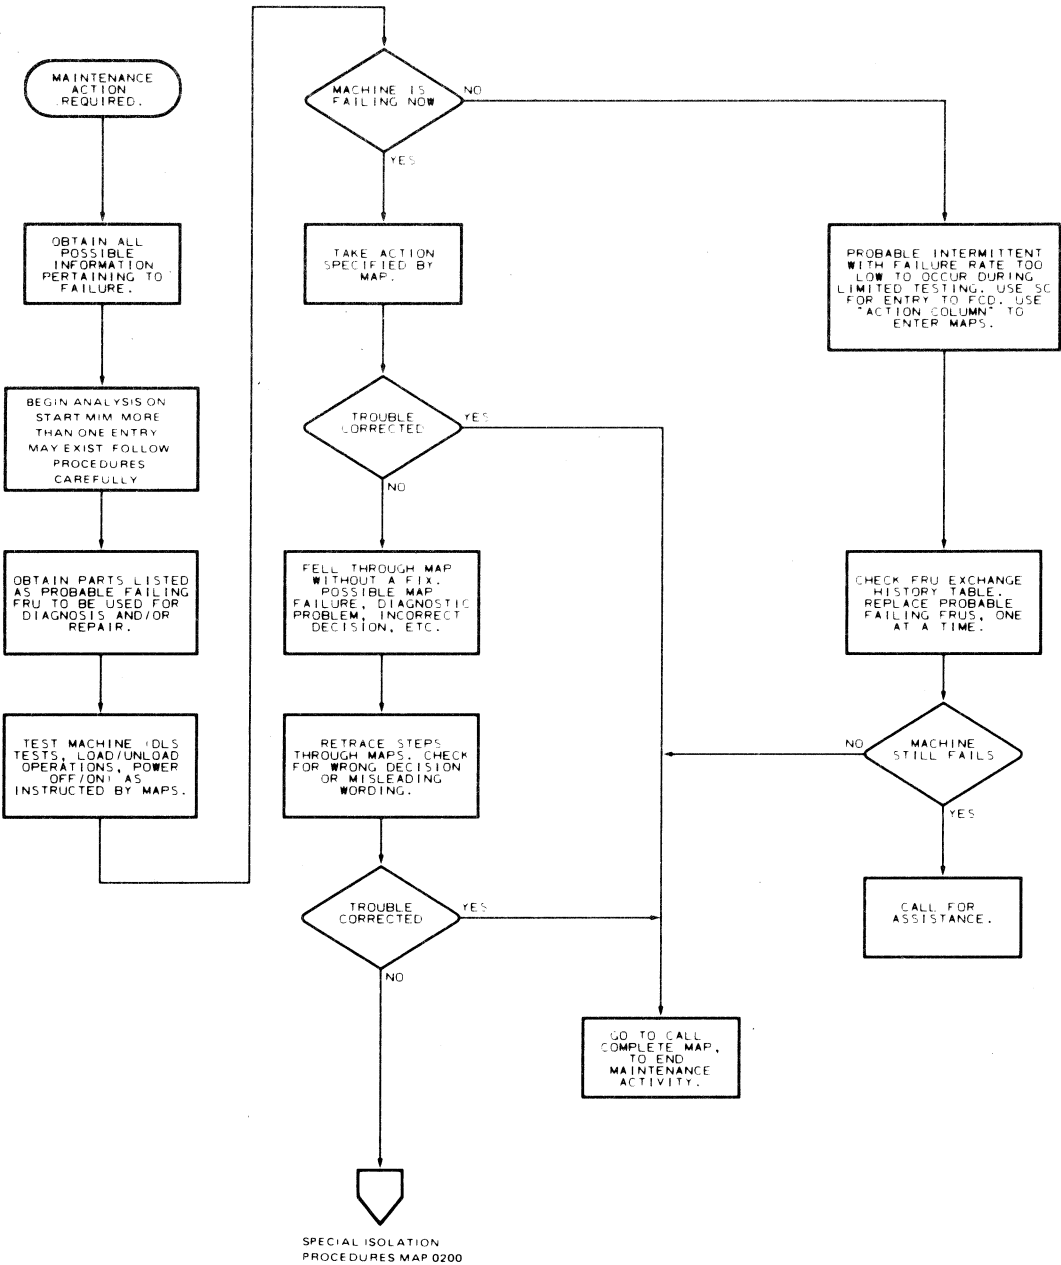 MAINTENANCE
ACTION
REQUIRED.
OBTAIN ALL
POSSIBLE
INFORMATION
PERTAINING TO
FAILURE.
BEGIN ANALYSIS ON
START MIM MORE
THAN ONE ENTRY
MAY EXIST FOLLOW
PROCEDURES
CAREFULLY
OBTAIN PARTS LISTED
AS PROBABLE FAILING
FRU TO BE USED FOR
DIAGNOSIS AND/OR
REPAIR.
TEST MACHINE (DLS
TESTS, LOAD/UNLOAD
OPERATIONS, POWER
OFF/ON) AS
INSTRUCTED BY MAPS.
MACHINE IS
FAILING NOW
NO
YES
TAKE ACTION
SPECIFIED BY
MAP.
TROUBLE
CORRECTED
YES
NO
FELL THROUGH MAP
WITHOUT A FIX.
POSSIBLE MAP
FAILURE, DIAGNOSTIC
PROBLEM, INCORRECT
DECISION, ETC.
RETRACE STEPS
THROUGH MAPS. CHECK
FOR WRONG DECISION
OR MISLEADING
WORDING.
TROUBLE
CORRECTED
YES
NO
SPECIAL ISOLATION
PROCEDURES MAP 0200
GO TO CALL
COMPLETE MAP,
TO END
MAINTENANCE
ACTIVITY.
PROBABLE INTERMITTENT
WITH FAILURE RATE TOO
LOW TO OCCUR DURING
LIMITED TESTING. USE SC
FOR ENTRY TO FCD. USE
"ACTION COLUMN" TO
ENTER MAPS.
CHECK FRU EXCHANGE
HISTORY TABLE.
REPLACE PROBABLE
FAILING FRUS, ONE
AT A TIME.
MACHINE
STILL FAILS
NO
YES
CALL FOR
ASSISTANCE.